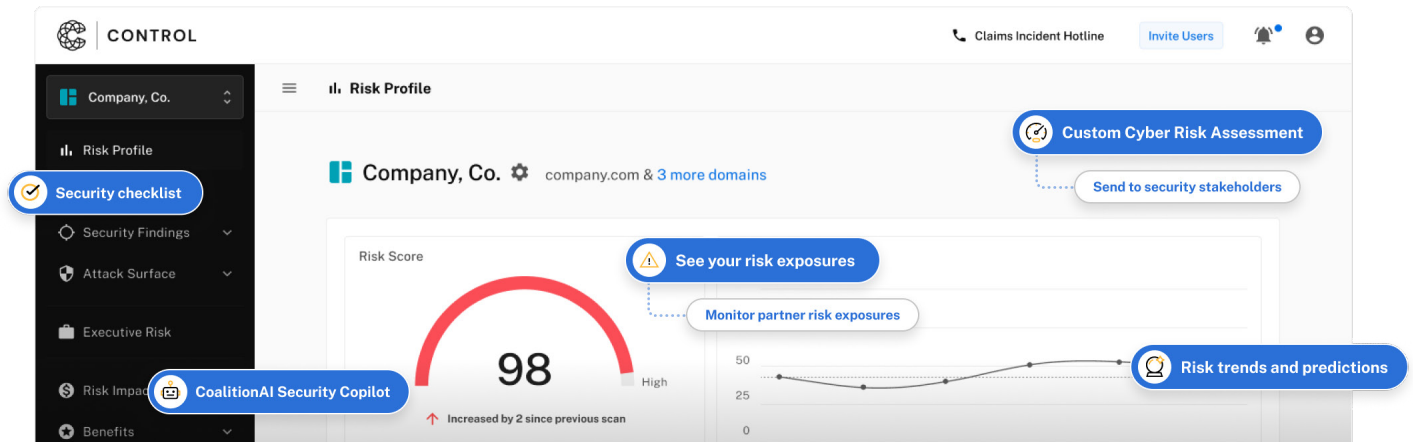 CONTROL
Claims Incident Hotline
Invite Users
Company, Co.
Risk Profile
Risk Profile
Custom Cyber Risk Assessment
Send to security stakeholders
Company, Co.
company.com & 3 more domains
Security checklist
Security Findings
Attack Surface
Executive Risk
Benefits
Risk Score
98
High
Increased by 2 since previous scan
See your risk exposures
Monitor partner risk exposures
50
25
0
Risk trends and predictions
CoalitionAI Security Copilot